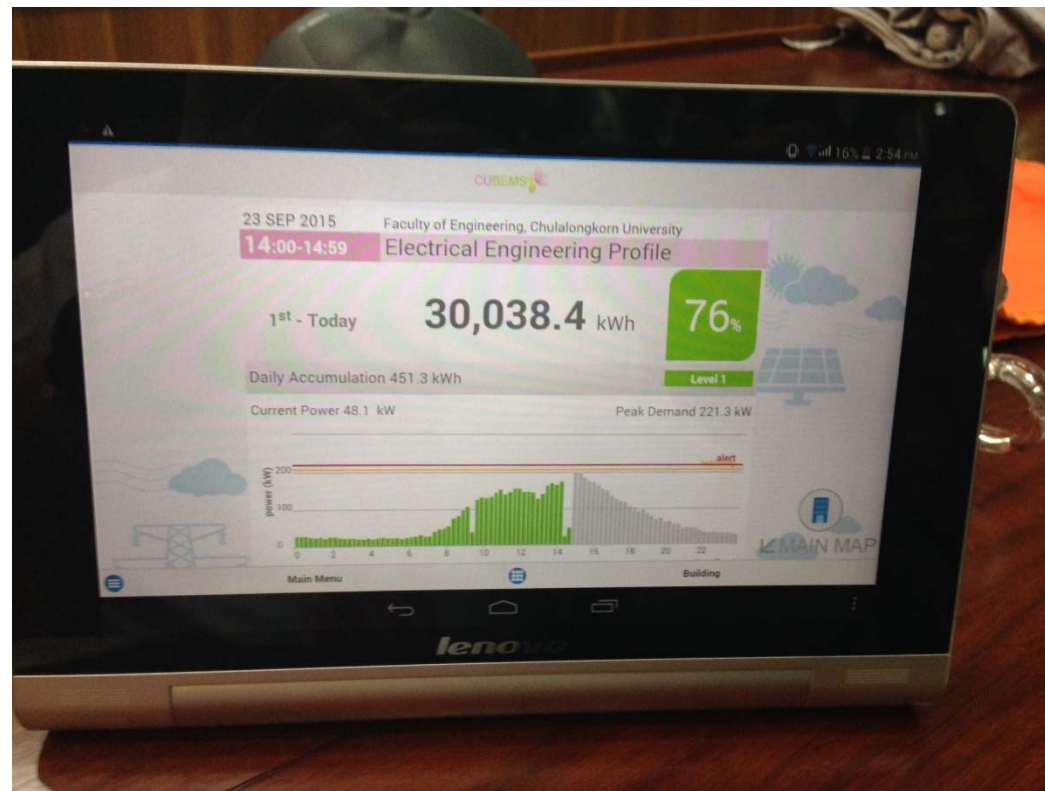 16% 2:54 PM
CUBEMS
23 SEP 2015 Faculty of Engineering, Chulalongkorn University
14:00-14:59 Electrical Engineering Profile
1st - Today 30,038.4 kWh 76%
Daily Accumulation 451.3 kWh Level 1
Current Power 48.1 kW Peak Demand 221.3 kW
alert
power (kW)
200
100
0
0 2 4 6 8 10 12 14 16 18 20 22
MAIN MAP
Main Menu Building
lenovo